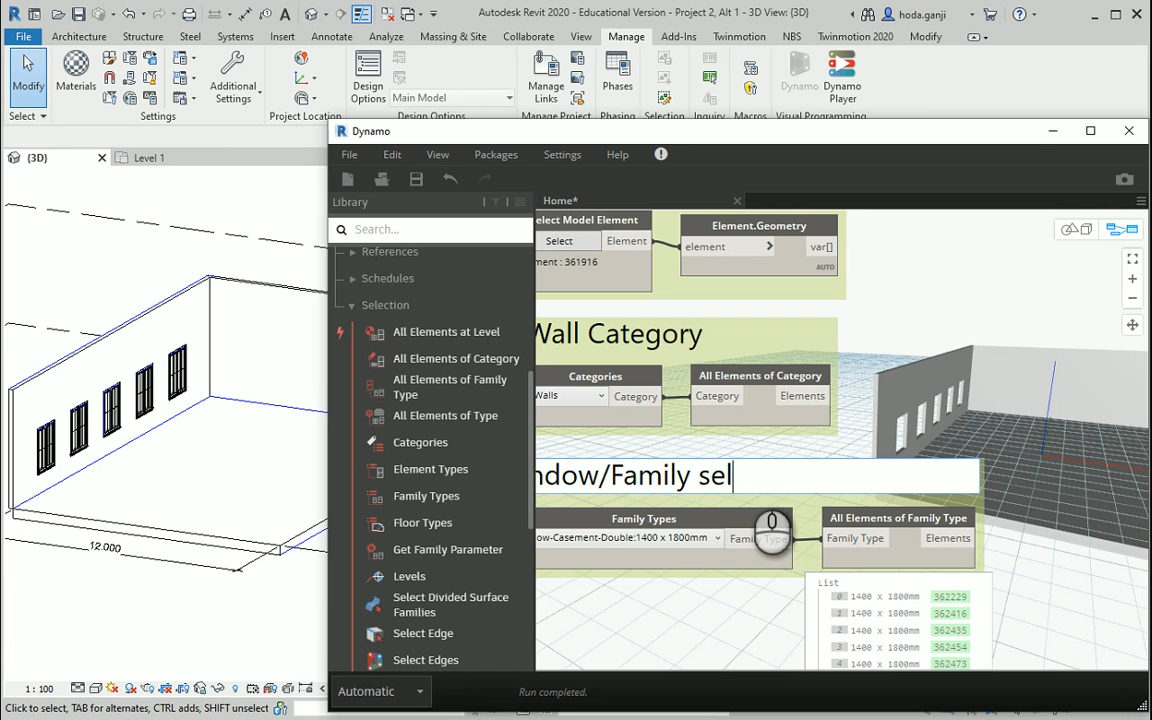 Autodesk Revit 2020 - Educational Version - Project 2, Alt 1 - 3D View: {3D}
hoda.ganji
File Architecture Structure Steel Systems Insert Annotate Analyze Massing & Site Collaborate View Manage Add-Ins Twinmotion NBS Twinmotion 2020 Modify
Modify
Materials
Additional
Settings
Design
Options
Main Model
Manage
Links
Phases
Dynamo
Dynamo
Player
Select
Settings
Project Location
Design Options
Manage Project
Phasing
Selection
Inquiry
Macros
Visual Programming
{3D}
Level 1
12.000
1 : 100
Click to select, TAB for alternates, CTRL adds, SHIFT unselect
Dynamo
File Edit View Packages Settings Help
Library
Search...
References
Schedules
Selection
All Elements at Level
All Elements of Category
All Elements of Family
Type
All Elements of Type
Categories
Element Types
Family Types
Floor Types
Get Family Parameter
Levels
Select Divided Surface
Families
Select Edge
Select Edges
Automatic
Run completed.
Home*
elect Model Element
Select
Element
ment : 361916
Element.Geometry
element
>
var[]
AUTO
Wall Category
Categories
Walls
Category
All Elements of Category
Category
Elements
ndow/Family sel
Family Types
ow-Casement-Double:1400 x 1800mm
Family Type
All Elements of Family Type
Family Type
Elements
List
0 1400 x 1800mm 362229
1 1400 x 1800mm 362416
2 1400 x 1800mm 362435
3 1400 x 1800mm 362454
4 1400 x 1800mm 362473